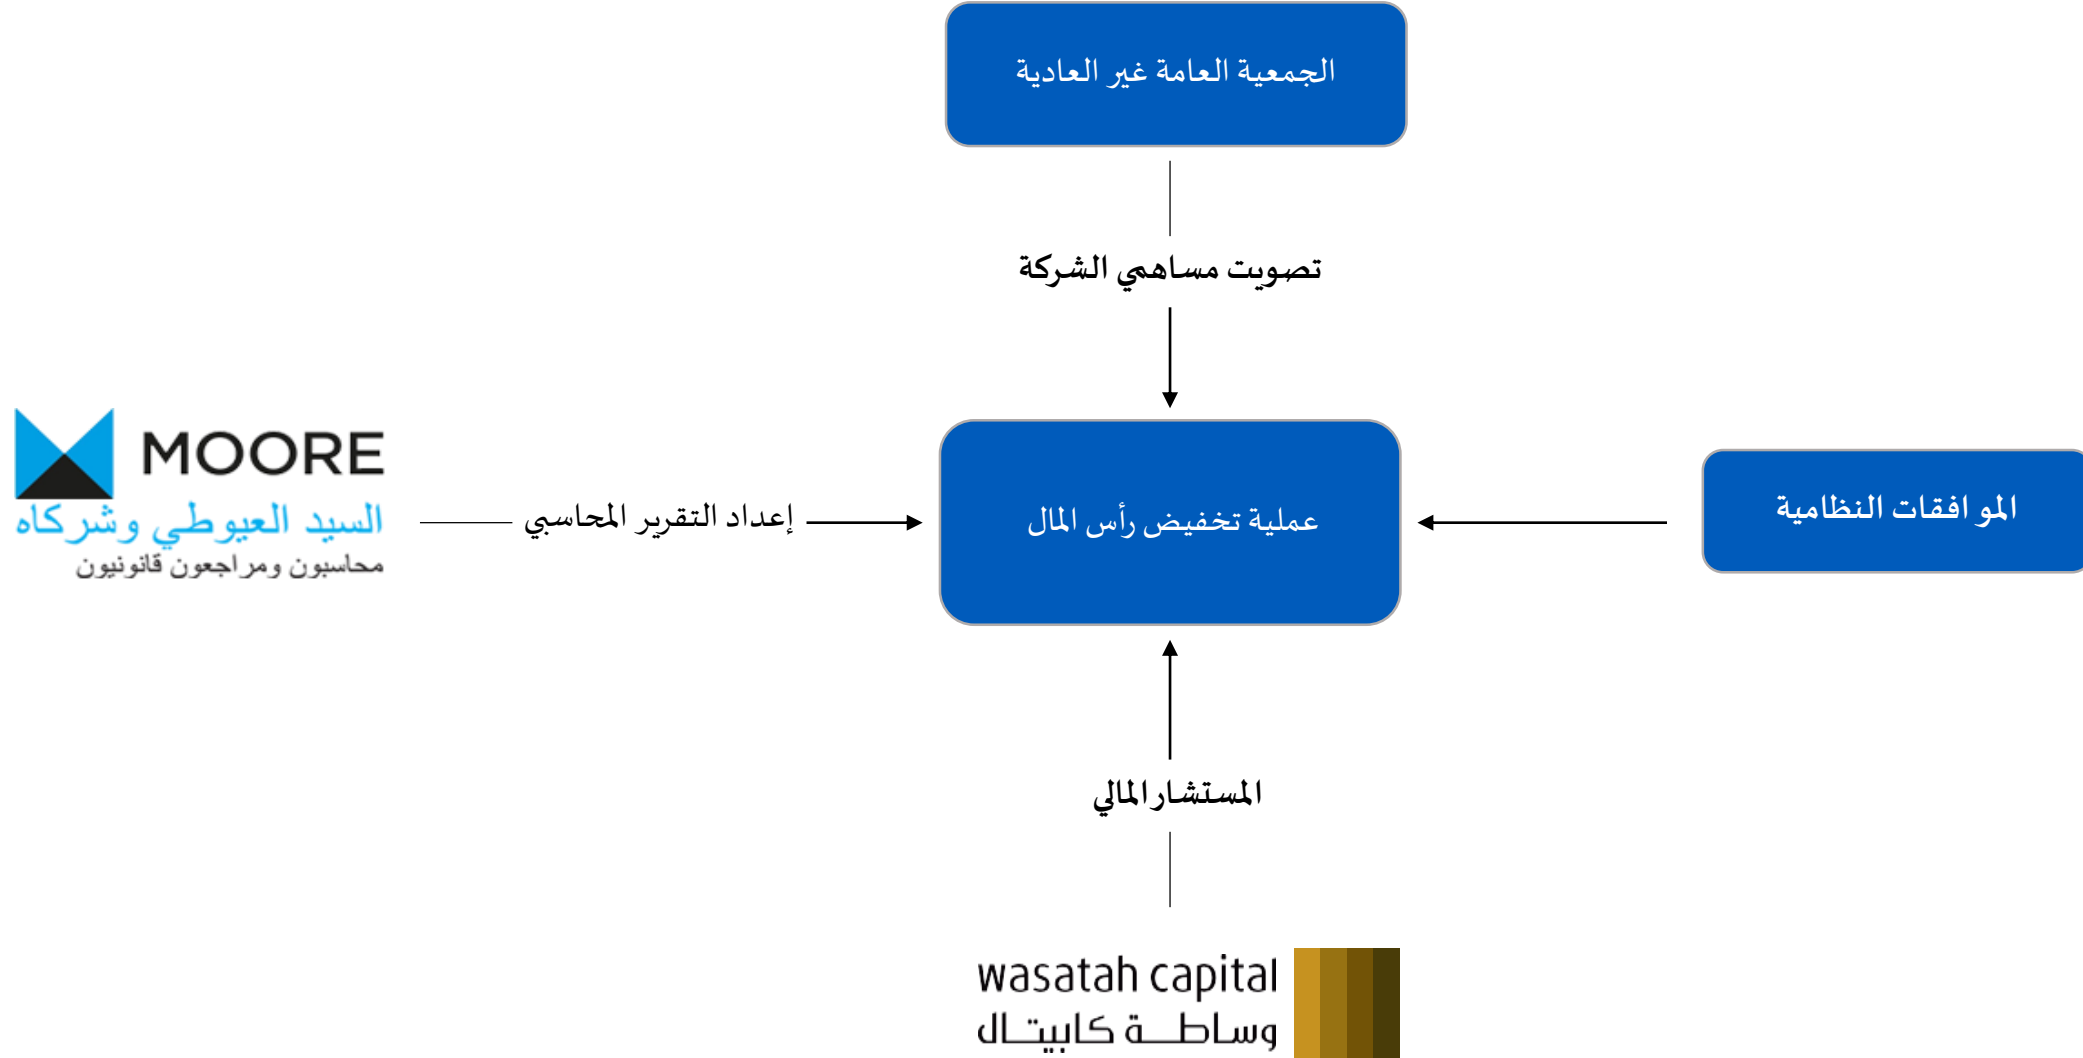 الجمعية العامة غير العادية
تصويت مساهمي الشركة
MOORE
السيد العيوطي وشركاه
محاسبون ومراجعون قانونيون
إعداد التقرير المحاسبي
عملية تخفيض رأس المال
الموافقات النظامية
المستشار المالي
wasatah capital
وساطة كابيتال